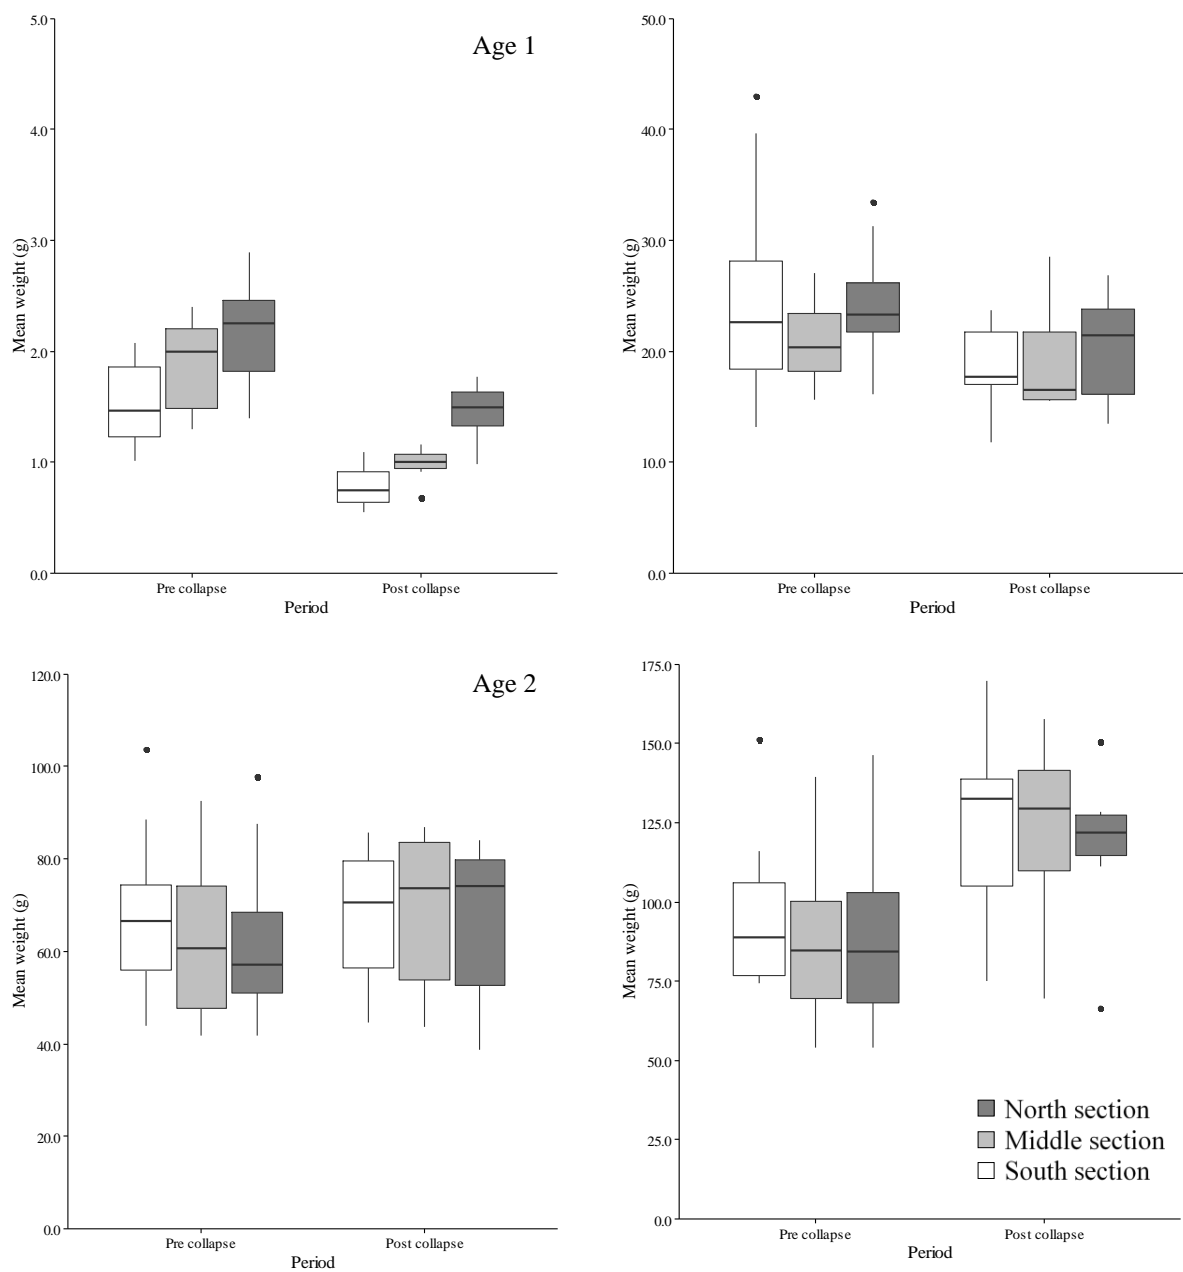 Age 1
Mean weight (g)
5.0
4.0
3.0
2.0
1.0
0.0
Pre collapse
Post collapse
Period
Mean weight (g)
50.0
40.0
30.0
20.0
10.0
0.0
Pre collapse
Post collapse
Period
Age 2
Mean weight (g)
120.0
100.0
80.0
60.0
40.0
20.0
0.0
Pre collapse
Post collapse
Period
Mean weight (g)
175.0
150.0
125.0
100.0
75.0
50.0
25.0
0.0
North section
Middle section
South section
Pre collapse
Post collapse
Period